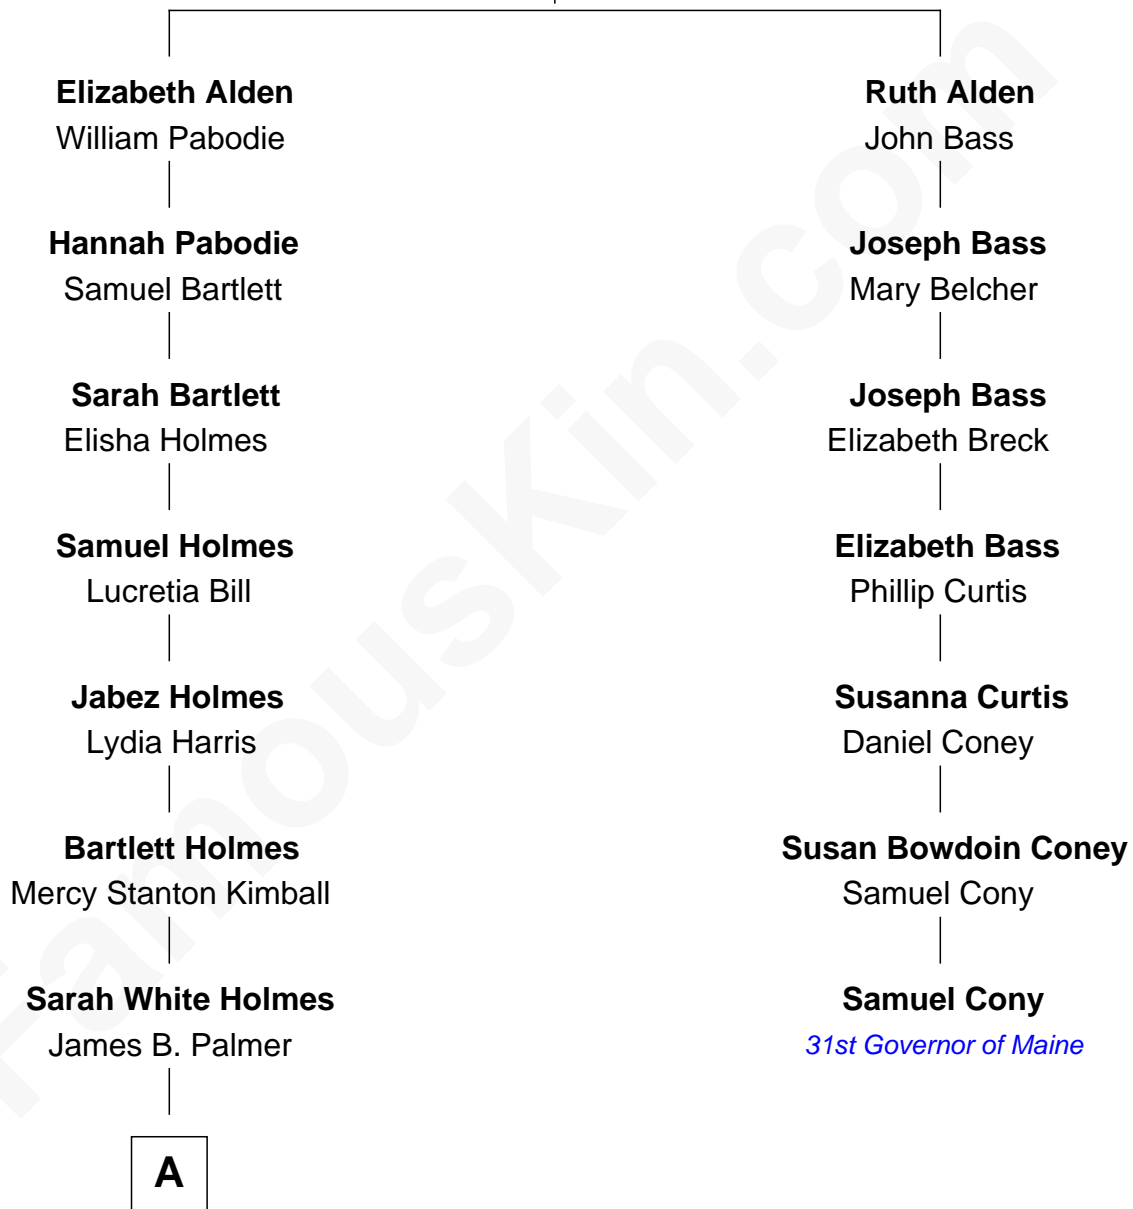 Elizabeth Alden
William Pabodie
Ruth Alden
John Bass
Hannah Pabodie
Samuel Bartlett
Joseph Bass
Mary Belcher
Sarah Bartlett
Elisha Holmes
Joseph Bass
Elizabeth Breck
Samuel Holmes
Lucretia Bill
Elizabeth Bass
Phillip Curtis
Jabez Holmes
Lydia Harris
Susanna Curtis
Daniel Coney
Bartlett Holmes
Mercy Stanton Kimball
Susan Bowdoin Coney
Samuel Cony
Sarah White Holmes
James B. Palmer
Samuel Cony
31st Governor of Maine
A
FamousKin.com